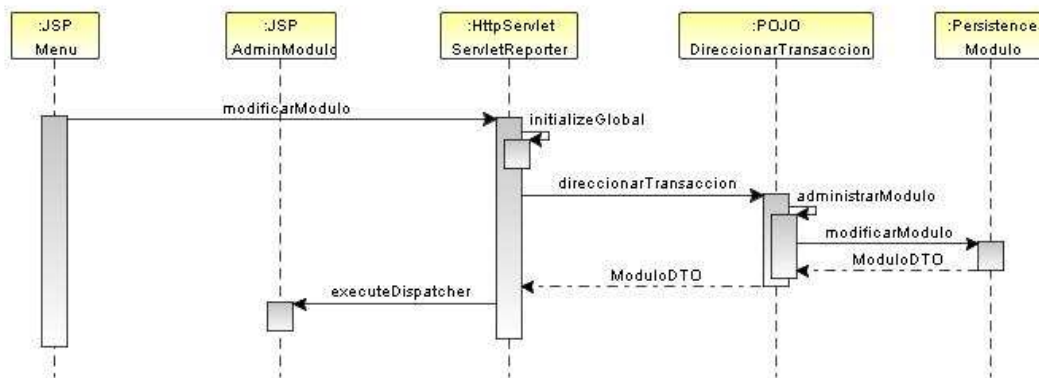 :JSP
Menu
:JSP
AdminModulo
:HttpServlet
ServletReporter
:POJO
DireccionarTransaccion
:Persistence
Modulo
modificarModulo
initializeGlobal
direccionarTransaccion
administrarModulo
modificarModulo
ModuloDTO
ModuloDTO
executeDispatcher